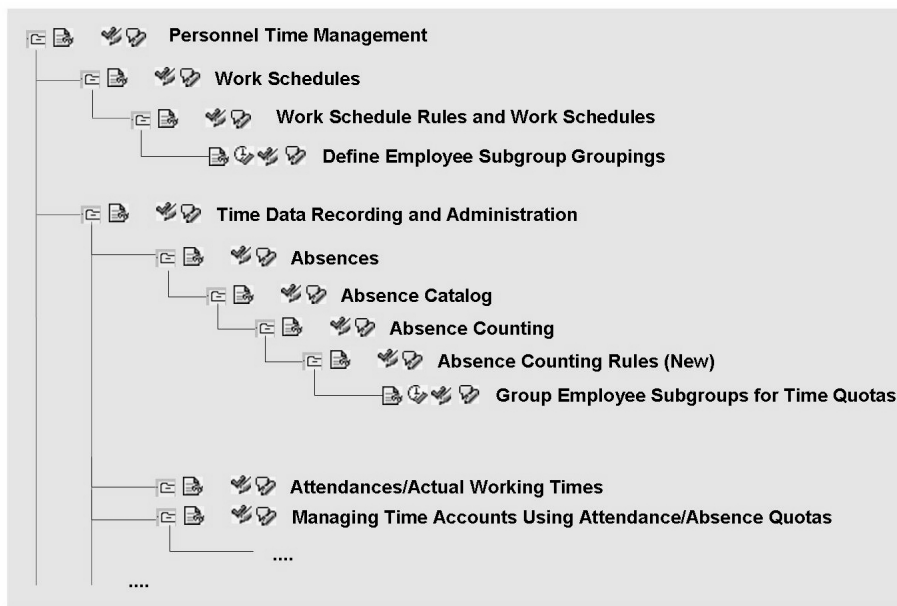 Personnel Time Management
Work Schedules
Work Schedule Rules and Work Schedules
Define Employee Subgroup Groupings
Time Data Recording and Administration
Absences
Absence Catalog
Absence Counting
Absence Counting Rules (New)
Group Employee Subgroups for Time Quotas
Attendances/Actual Working Times
Managing Time Accounts Using Attendance/Absence Quotas
....
....